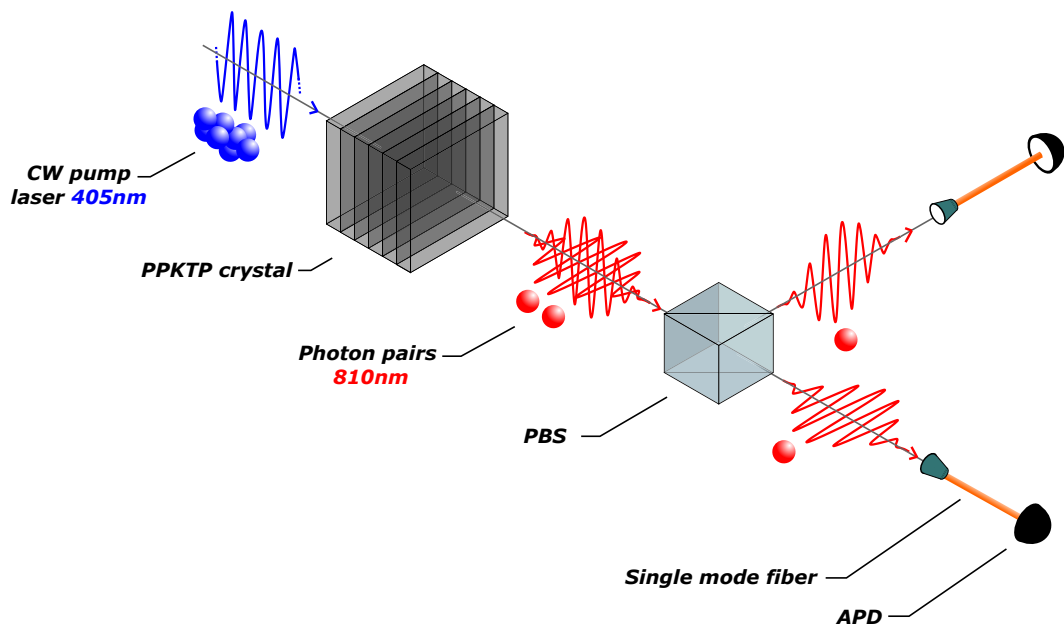 CW pump
laser 405nm
PPKTP crystal
Photon pairs
810nm
PBS
Single mode fiber
APD